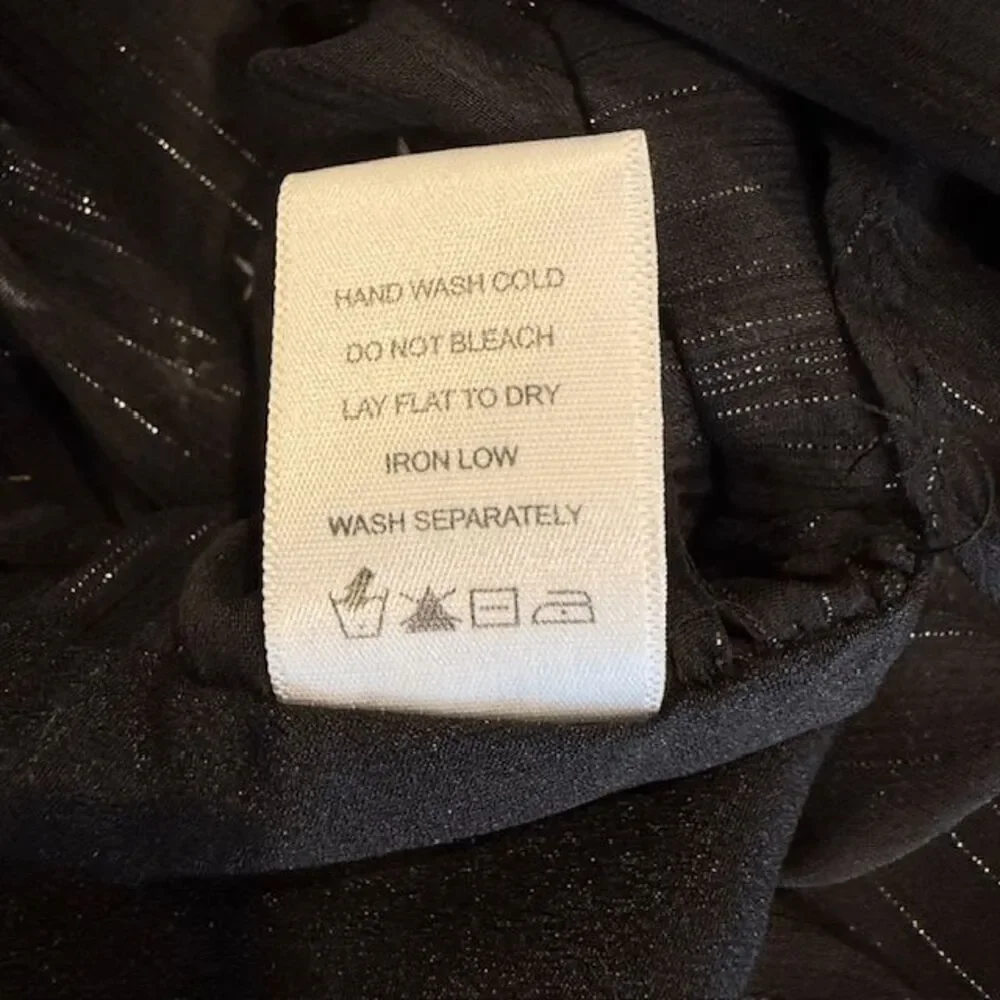 HAND WASH COLD
DO NOT BLEACH
LAY FLAT TO DRY
IRON LOW
WASH SEPARATELY